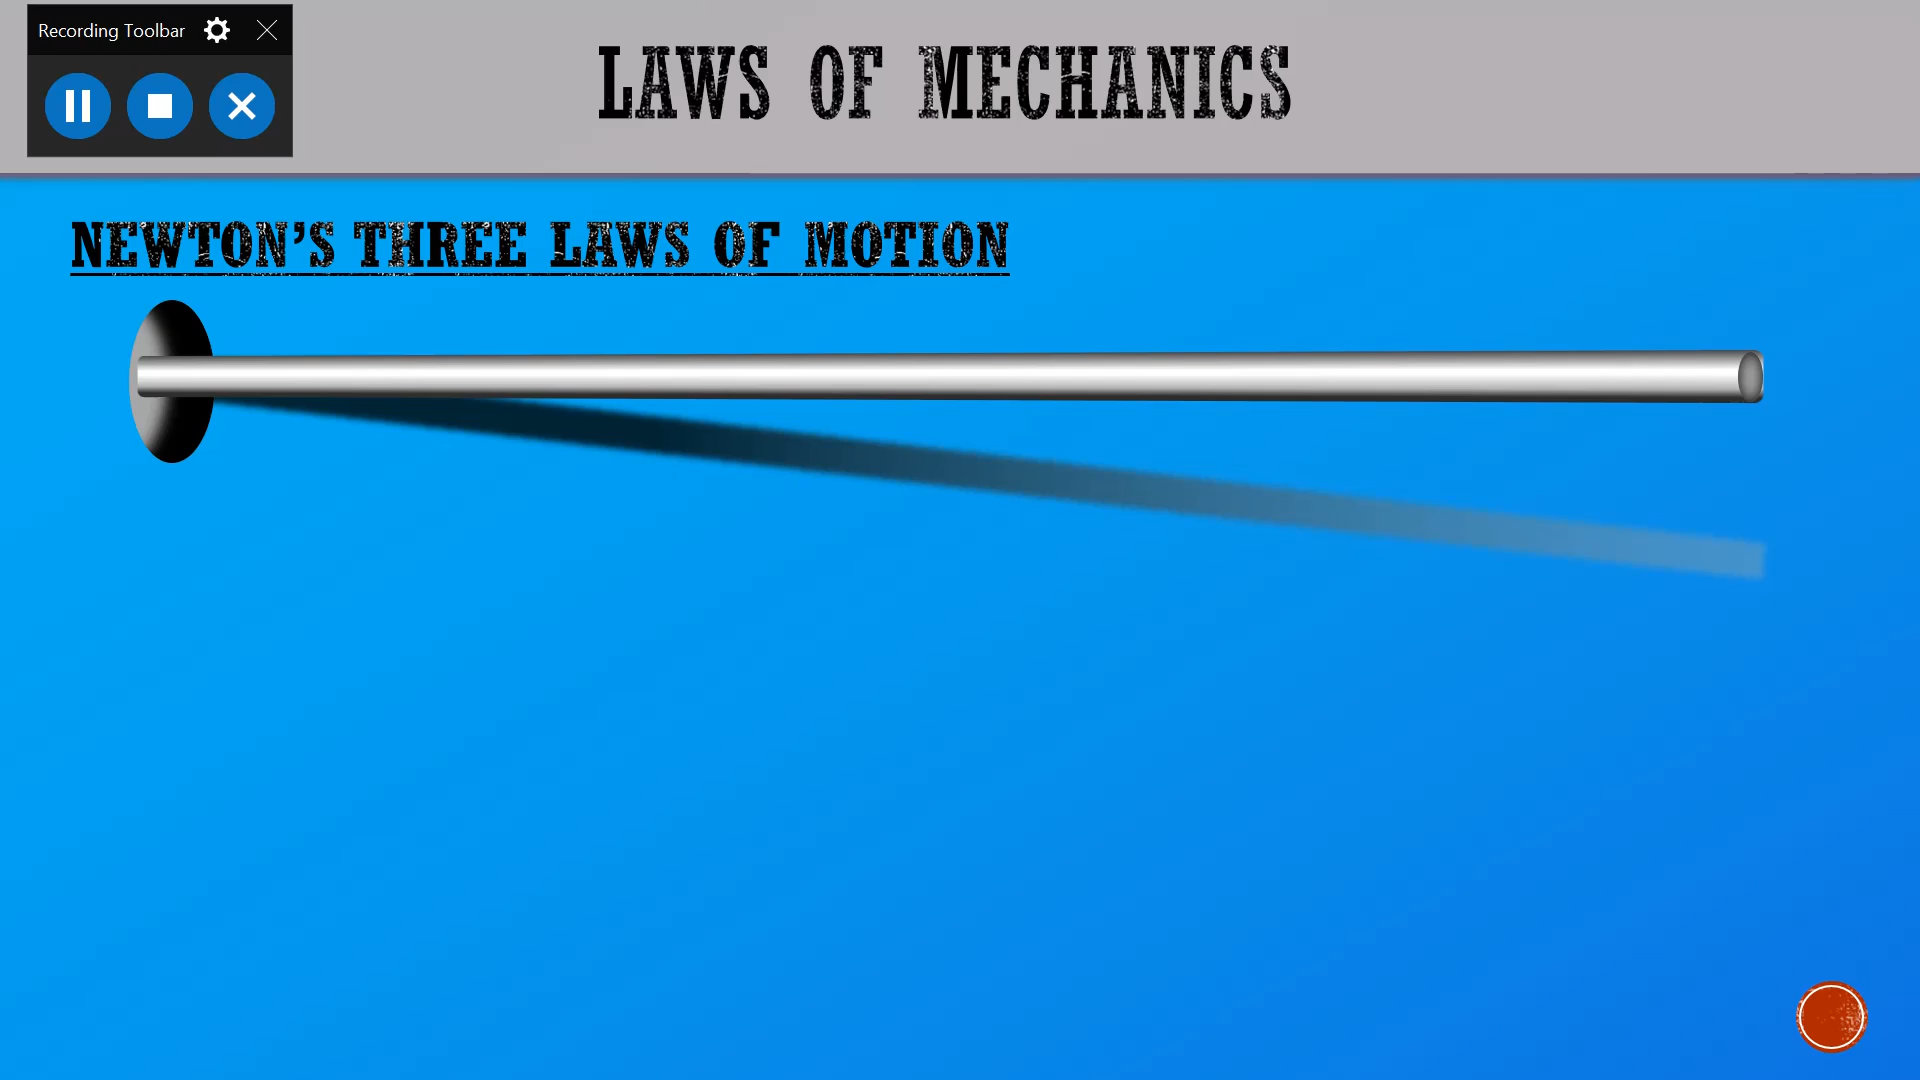 Recording Toolbar
LAWS OF MECHANICS
NEWTON’S THREE LAWS OF MOTION